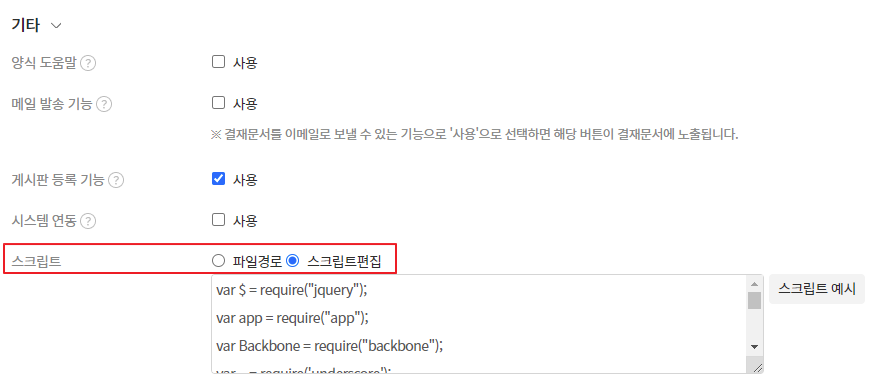 기타
양식 도움말 ? 사용
메일 발송 기능 ? 사용
※ 결재문서를 이메일로 보낼 수 있는 기능으로 '사용'으로 선택하면 해당 버튼이 결재문서에 노출됩니다.
게시판 등록 기능 ? 사용
시스템 연동 ? 사용
스크립트 파일경로 스크립트편집
var $ = require("jquery");
스크립트 예시
var app = require("app");
var Backbone = require("backbone");
var _ = require('underscore');